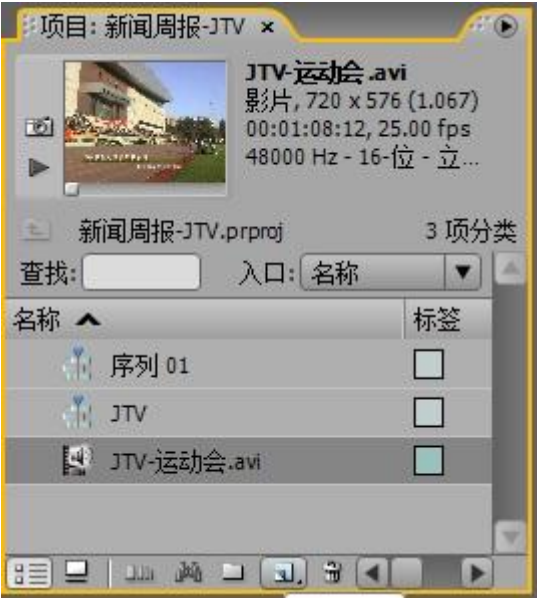 项目: 新闻周报-JTV ×
JTV-运动会.avi
影片, 720 x 576 (1.067)
00:01:08:12, 25.00 fps
48000 Hz - 16-位 - 立...
新闻周报-JTV.prproj 3 项分类
查找: 入口: 名称
名称 标签
序列 01
JTV
JTV-运动会.avi